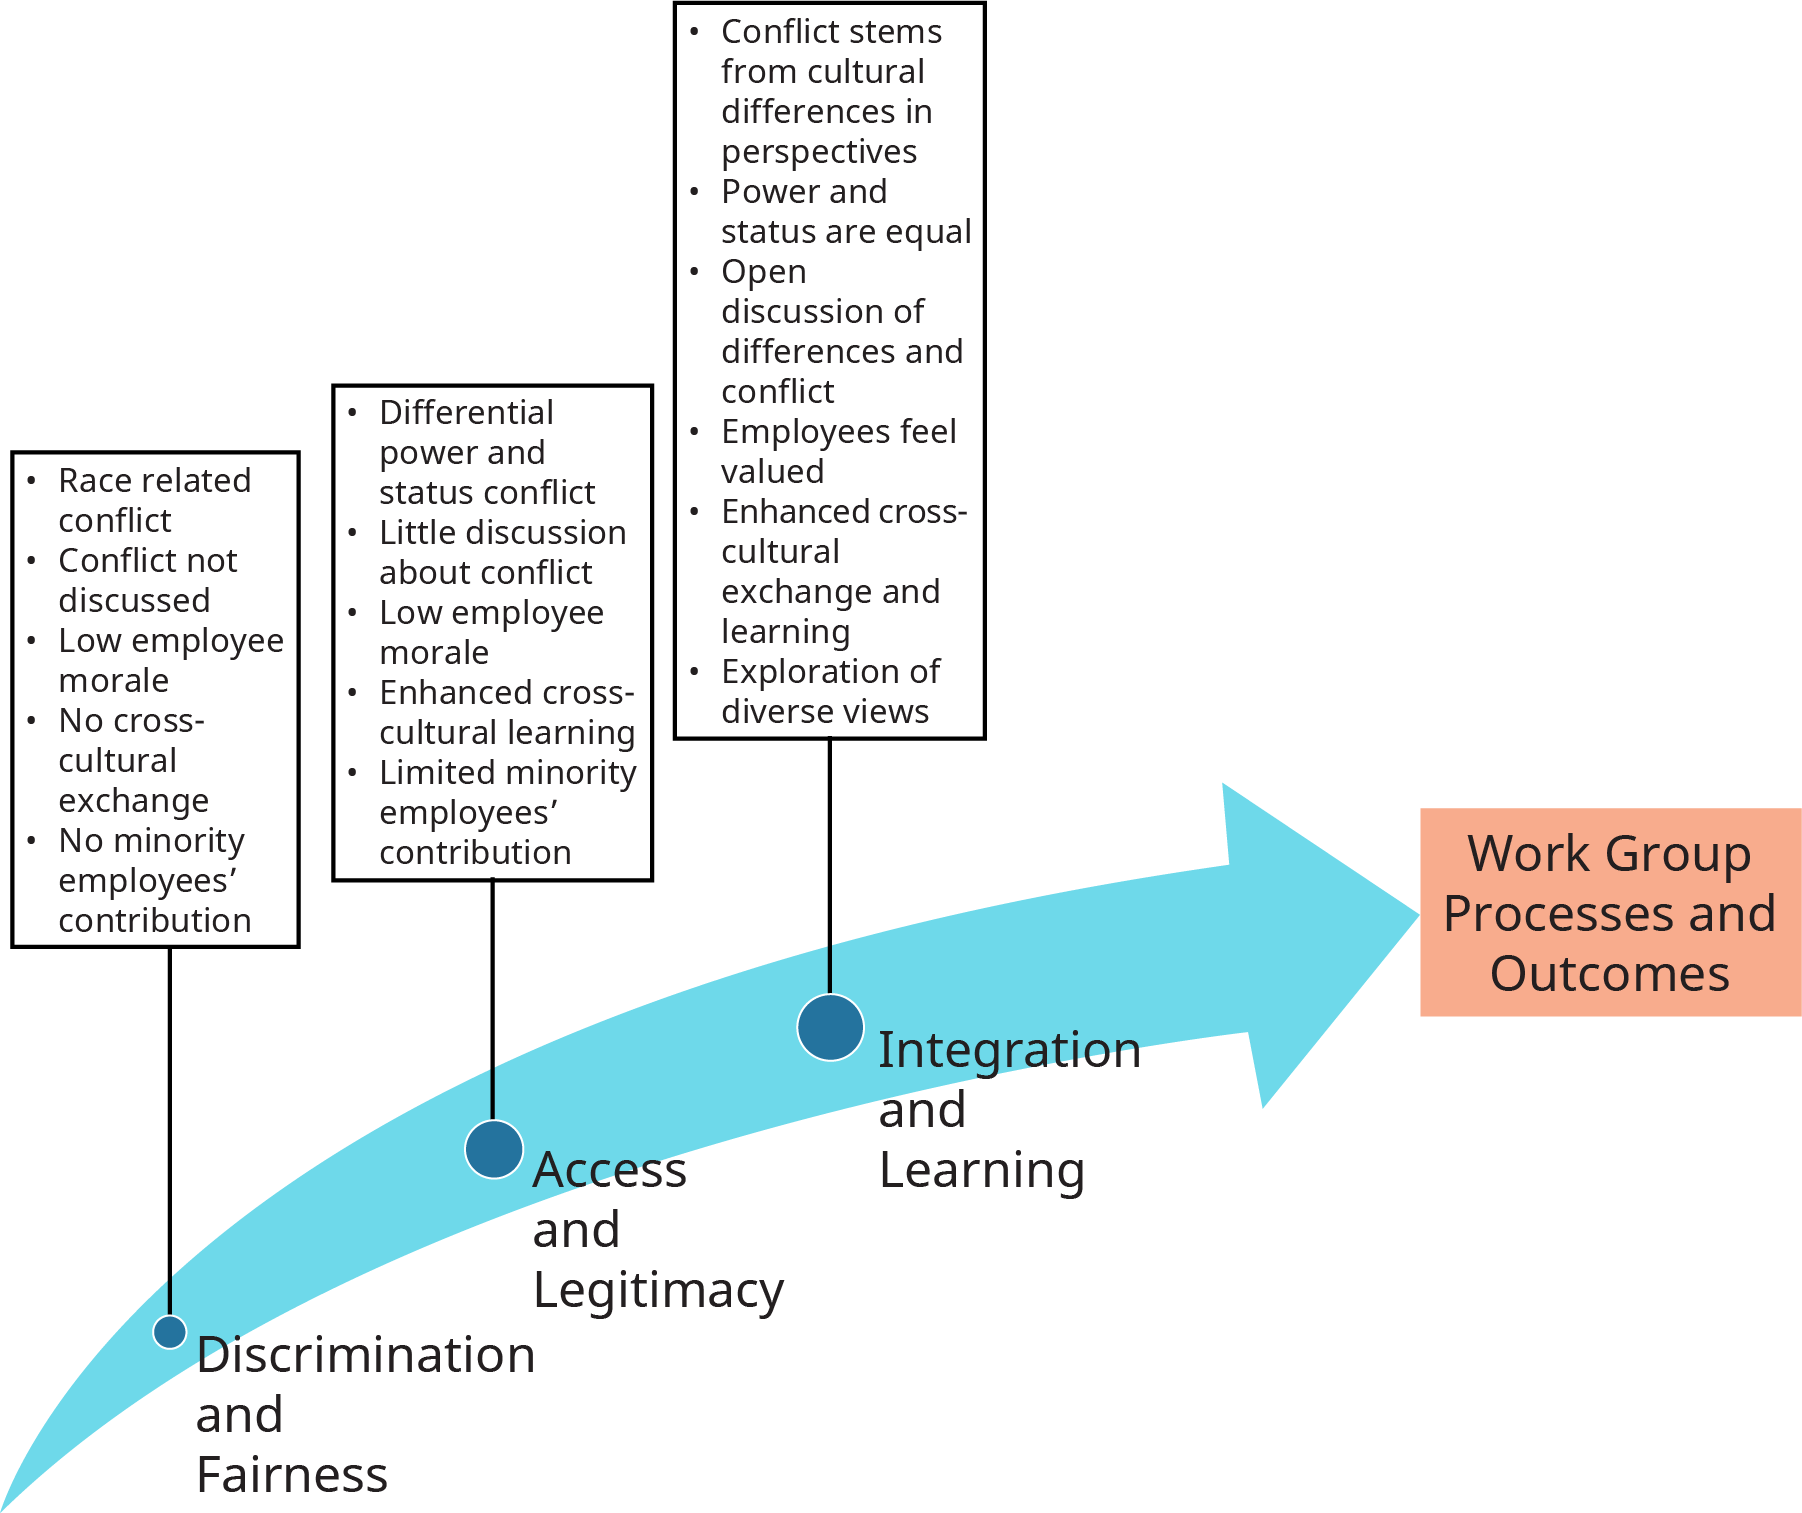 • Conflict stems
from cultural
differences in
perspectives
• Power and
status are equal
• Open
discussion of
differences and
conflict
• Employees feel
valued
• Enhanced cross-
cultural
exchange and
learning
• Exploration of
diverse views
• Differential
power and
status conflict
• Little discussion
about conflict
• Low employee
morale
• Enhanced cross-
cultural learning
• Limited minority
employees’
contribution
• Race related
conflict
• Conflict not
discussed
• Low employee
morale
• No cross-
cultural
exchange
• No minority
employees’
contribution
Work Group
Processes and
Outcomes
Integration
and
Learning
Access
and
Legitimacy
Discrimination
and
Fairness